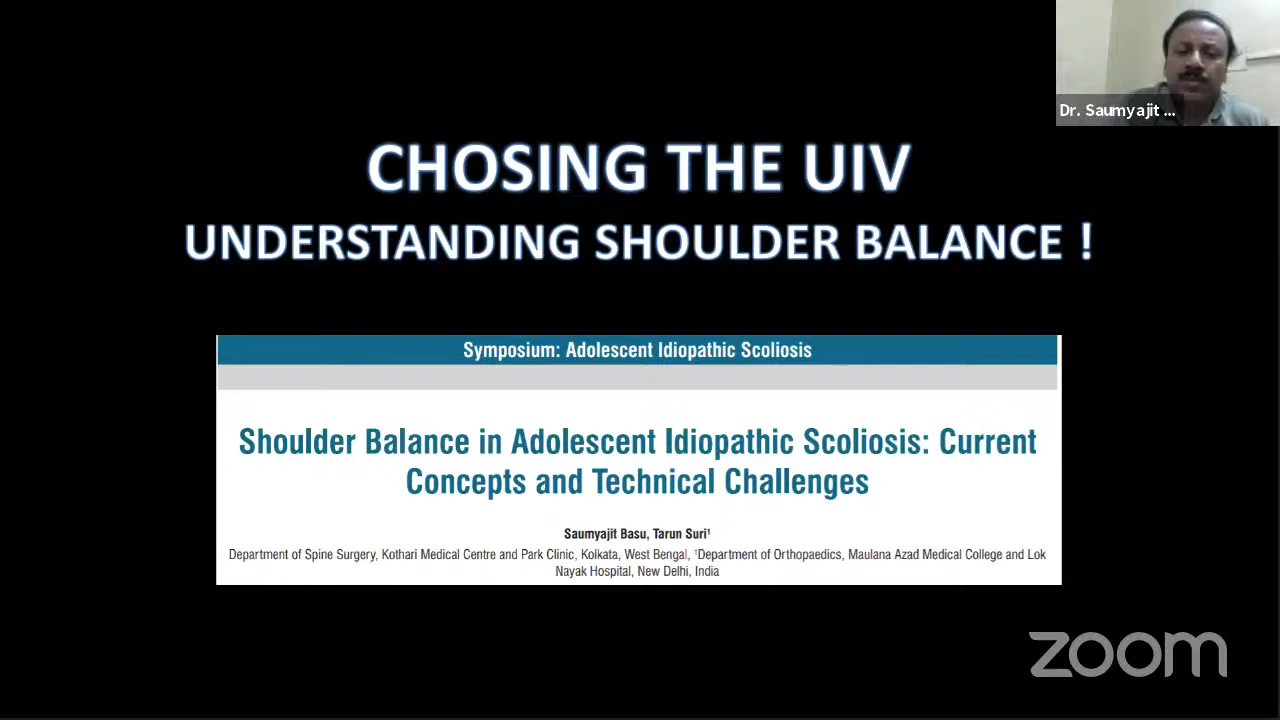 Dr. Saumyajit ...
CHOSING THE UIV
UNDERSTANDING SHOULDER BALANCE !
Symposium: Adolescent Idiopathic Scoliosis
Shoulder Balance in Adolescent Idiopathic Scoliosis: Current
Concepts and Technical Challenges
Saumyajit Basu, Tarun Suri¹
Department of Spine Surgery, Kothari Medical Centre and Park Clinic, Kolkata, West Bengal, ¹Department of Orthopaedics, Maulana Azad Medical College and Lok
Nayak Hospital, New Delhi, India
zoom